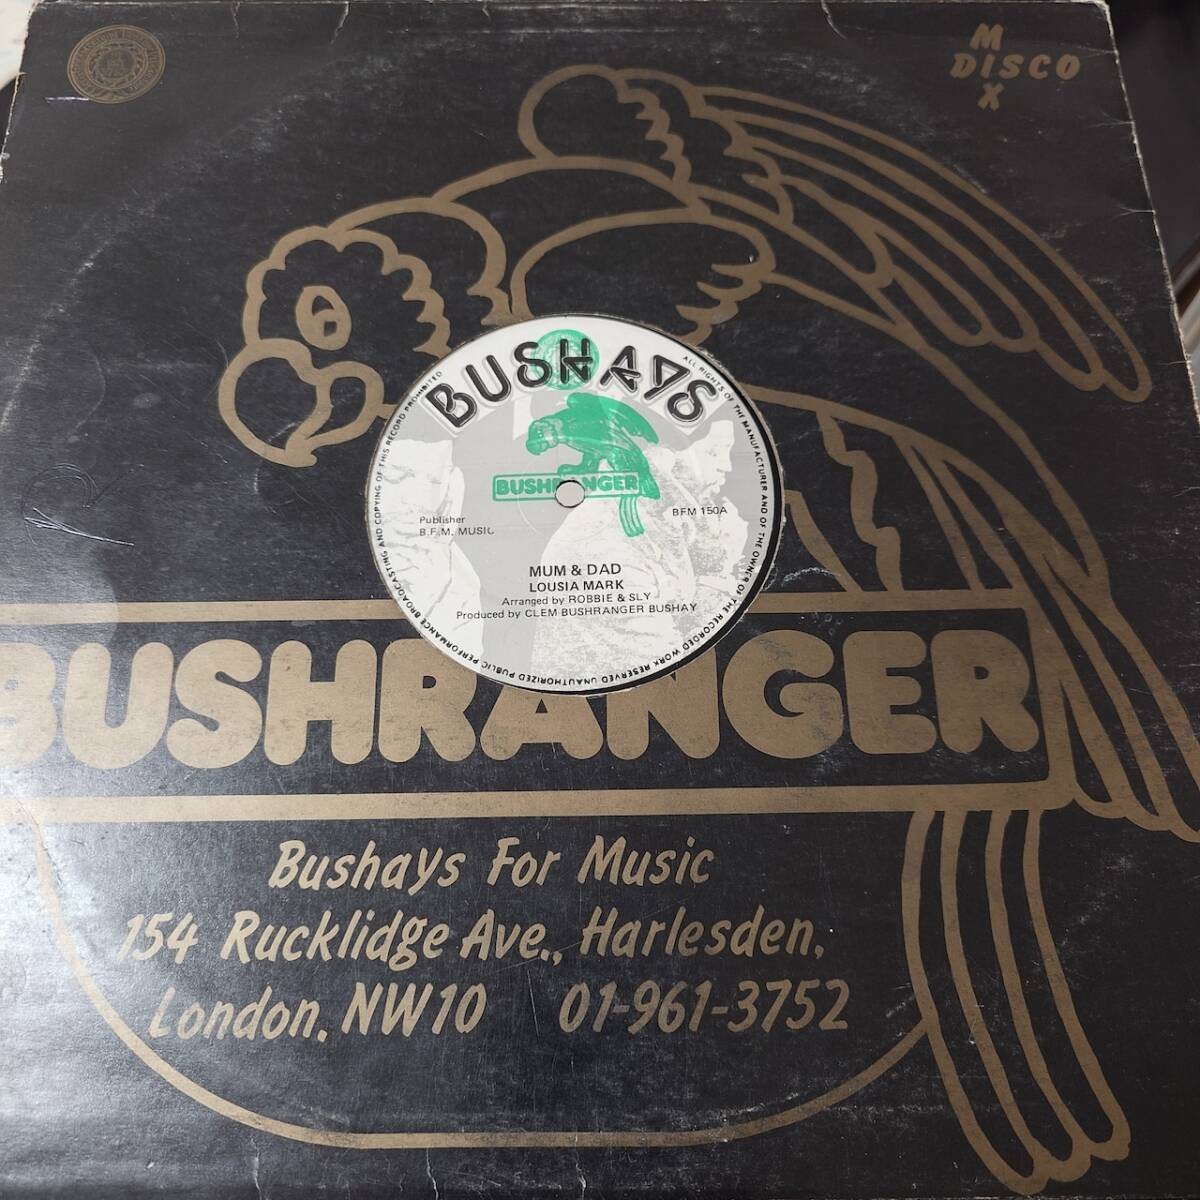 M
DISCO
X
BUSHAYS
ALL RIGHTS OF THE MANUFACTURER AND OF THE OWNER OF THE RECORDED WORK RESERVED UNAUTHORIZED PUBLIC PERFORMANCE BROADCASTING AND COPYING OF THIS RECORD PROHIBITED
BUSHRANGER
Publisher
B.F.M. MUSIC
BFM 150A
MUM & DAD
LOUSIA MARK
Arranged by ROBBIE & SLY
Produced by CLEM BUSHRANGER BUSHAY
BUSHRANGER
Bushays For Music
154 Rucklidge Ave., Harlesden,
London, NW10 01-961-3752